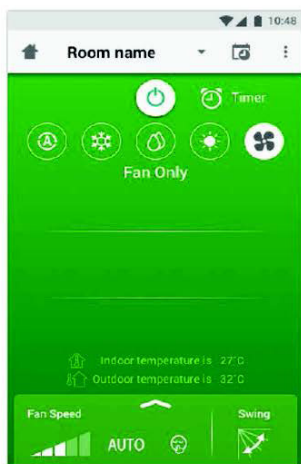 10:48
Room name
Timer
Fan Only
Indoor temperature is 27°C
Outdoor temperature is 32°C
Fan Speed
Swing
AUTO